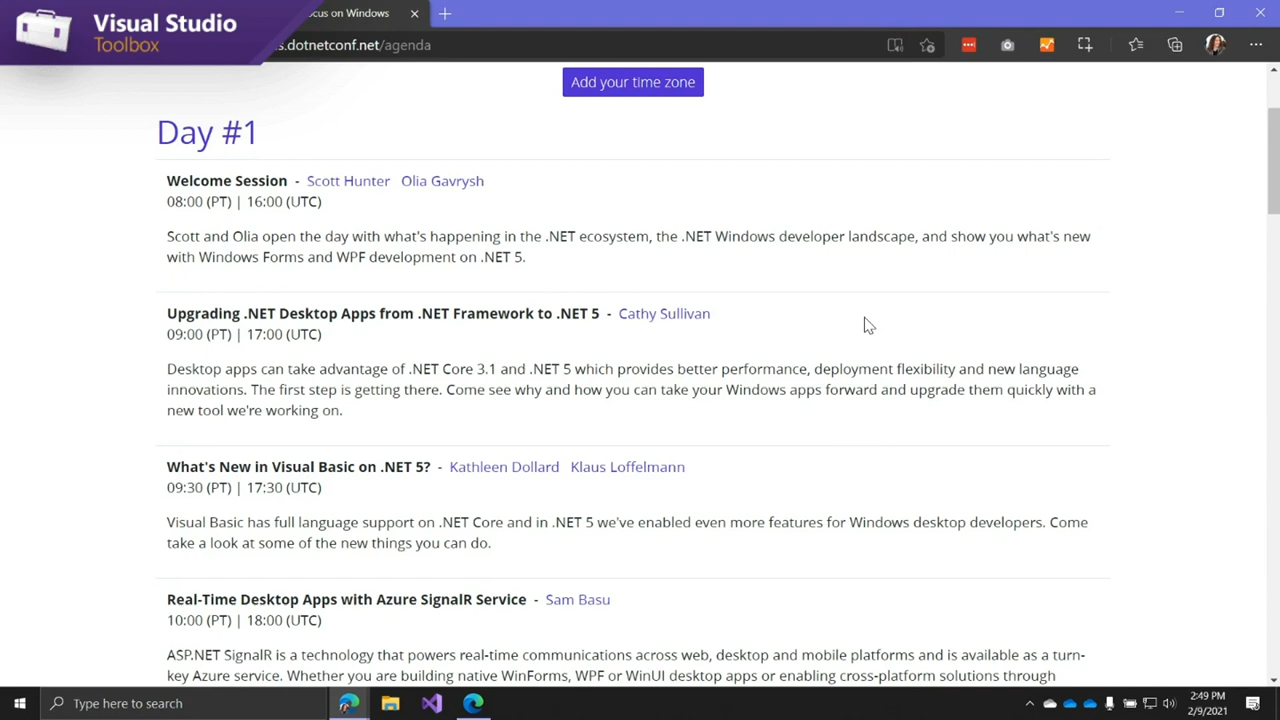 Visual Studio
Toolbox
ocus on Windows
s.dotnetconf.net/agenda
Add your time zone
Day #1
Welcome Session - Scott Hunter Olia Gavrysh
08:00 (PT) | 16:00 (UTC)
Scott and Olia open the day with what's happening in the .NET ecosystem, the .NET Windows developer landscape, and show you what's new
with Windows Forms and WPF development on .NET 5.
Upgrading .NET Desktop Apps from .NET Framework to .NET 5 - Cathy Sullivan
09:00 (PT) | 17:00 (UTC)
Desktop apps can take advantage of .NET Core 3.1 and .NET 5 which provides better performance, deployment flexibility and new language
innovations. The first step is getting there. Come see why and how you can take your Windows apps forward and upgrade them quickly with a
new tool we're working on.
What's New in Visual Basic on .NET 5? - Kathleen Dollard Klaus Loffelmann
09:30 (PT) | 17:30 (UTC)
Visual Basic has full language support on .NET Core and in .NET 5 we've enabled even more features for Windows desktop developers. Come
take a look at some of the new things you can do.
Real-Time Desktop Apps with Azure SignalR Service - Sam Basu
10:00 (PT) | 18:00 (UTC)
ASP.NET SignalR is a technology that powers real-time communications across web, desktop and mobile platforms and is available as a turn-
key Azure service. Whether you are building native WinForms, WPF or WinUI desktop apps or enabling cross-platform solutions through
Type here to search
2:49 PM
2/9/2021